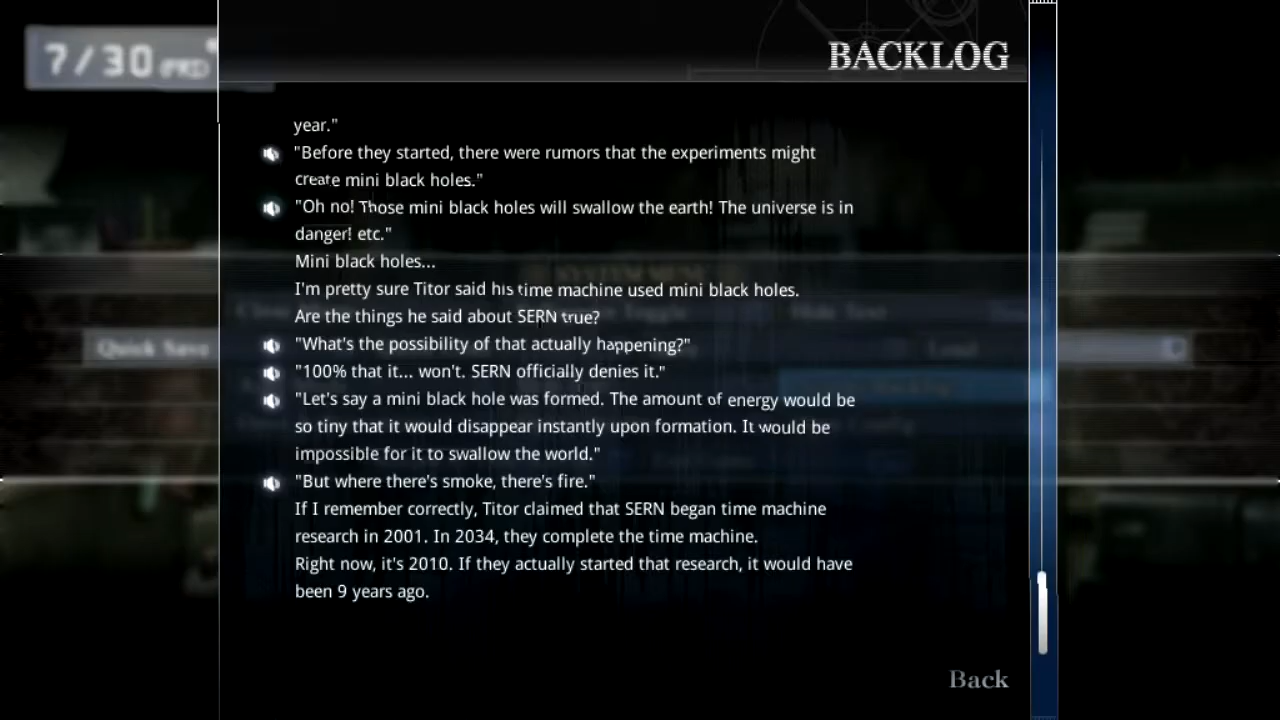 7/30(FRI)
BACKLOG
year."
"Before they started, there were rumors that the experiments might
create mini black holes."
"Oh no! Those mini black holes will swallow the earth! The universe is in
danger! etc."
Mini black holes...
I'm pretty sure Titor said his time machine used mini black holes.
Are the things he said about SERN true?
"What's the possibility of that actually happening?"
"100% that it... won't. SERN officially denies it."
"Let's say a mini black hole was formed. The amount of energy would be
so tiny that it would disappear instantly upon formation. It would be
impossible for it to swallow the world."
"But where there's smoke, there's fire."
If I remember correctly, Titor claimed that SERN began time machine
research in 2001. In 2034, they complete the time machine.
Right now, it's 2010. If they actually started that research, it would have
been 9 years ago.
Quick Save
Load
Back